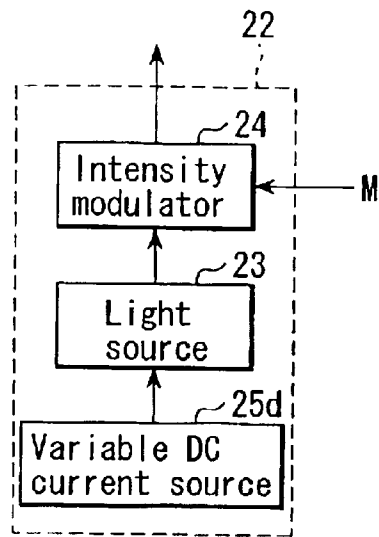 22
24
Intensity
modulator
M
23
Light
source
25d
Variable DC
current source